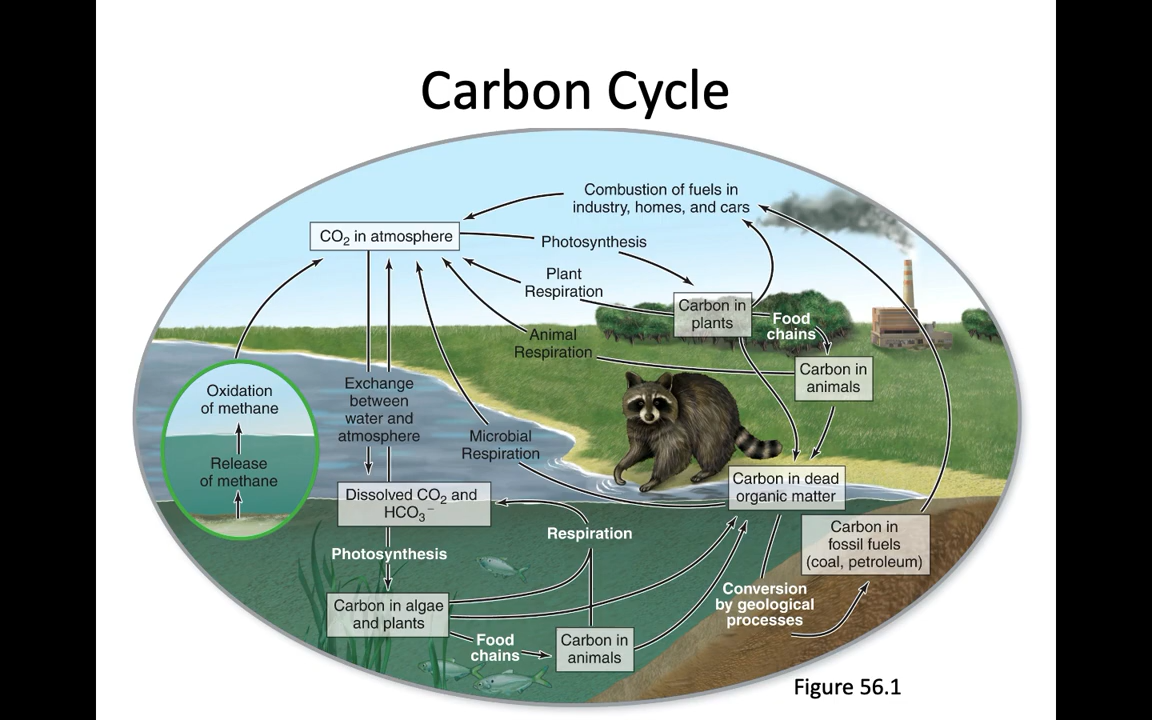 Carbon Cycle
Combustion of fuels in
industry, homes, and cars
CO₂ in atmosphere
Photosynthesis
Plant
Respiration
Carbon in
plants
Food
chains
Animal
Respiration
Carbon in
animals
Oxidation
of methane
Release
of methane
Exchange
between
water and
atmosphere
Microbial
Respiration
Carbon in dead
organic matter
Dissolved CO₂ and
HCO₃⁻
Respiration
Carbon in
fossil fuels
(coal, petroleum)
Photosynthesis
Conversion
by geological
processes
Carbon in algae
and plants
Food
chains
Carbon in
animals
Figure 56.1